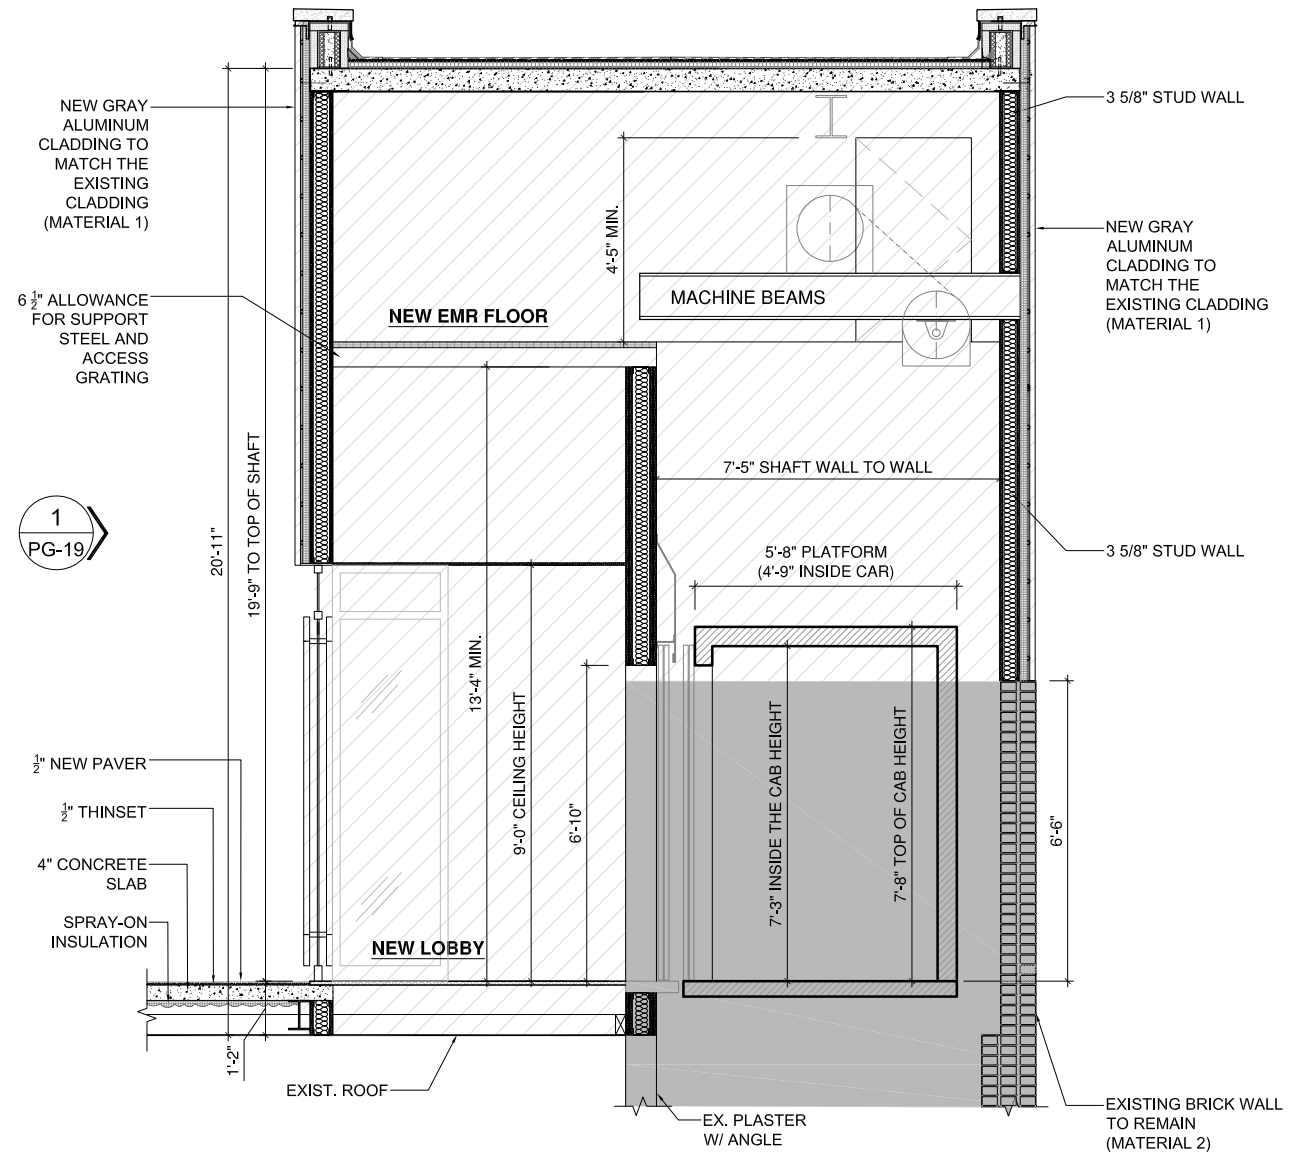 NEW GRAY
ALUMINUM
CLADDING TO
MATCH THE
EXISTING
CLADDING
(MATERIAL 1)
6 1/2" ALLOWANCE
FOR SUPPORT
STEEL AND
ACCESS
GRATING
1
PG-19
20'-11"
19'-9" TO TOP OF SHAFT
1/2" NEW PAVER
1/2" THINSET
4" CONCRETE
SLAB
SPRAY-ON
INSULATION
1'-2"
EXIST. ROOF
NEW EMR FLOOR
4'-5" MIN.
MACHINE BEAMS
13'-4" MIN.
9'-0" CEILING HEIGHT
6'-10"
NEW LOBBY
7'-5" SHAFT WALL TO WALL
5'-8" PLATFORM
(4'-9" INSIDE CAR)
7'-3" INSIDE THE CAB HEIGHT
7'-8" TOP OF CAB HEIGHT
6'-6"
EX. PLASTER
W/ ANGLE
3 5/8" STUD WALL
NEW GRAY
ALUMINUM
CLADDING TO
MATCH THE
EXISTING CLADDING
(MATERIAL 1)
3 5/8" STUD WALL
EXISTING BRICK WALL
TO REMAIN
(MATERIAL 2)